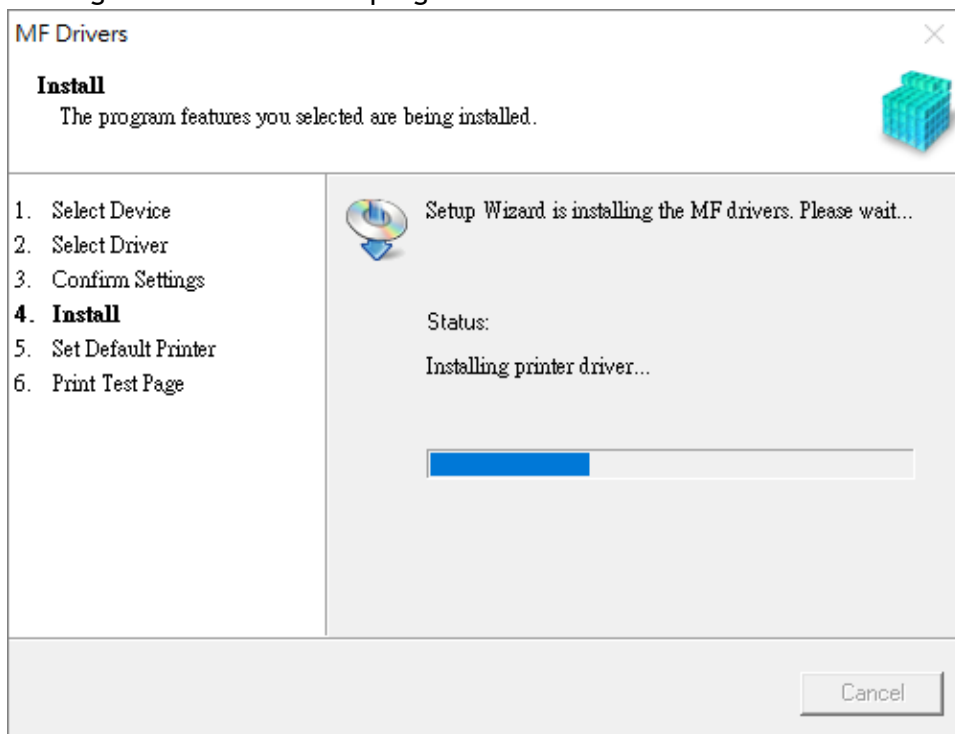 MF Drivers
Install
The program features you selected are being installed.
1. Select Device
2. Select Driver
3. Confirm Settings
4. Install
5. Set Default Printer
6. Print Test Page
Setup Wizard is installing the MF drivers. Please wait...
Status:
Installing printer driver...
Cancel